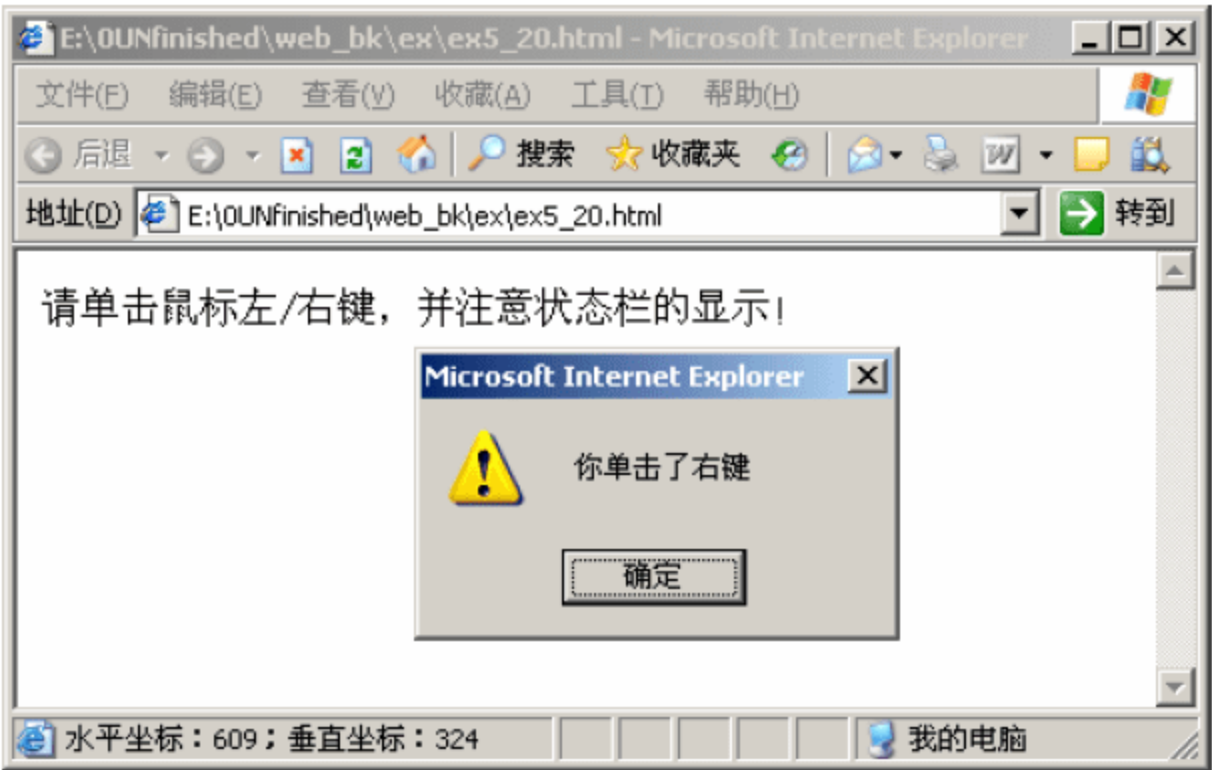 E:\0UNfinished\web_bk\ex\ex5_20.html - Microsoft Internet Explorer
文件(F) 编辑(E) 查看(V) 收藏(A) 工具(T) 帮助(H)
后退 搜索 收藏夹 W
地址(D) E:\0UNfinished\web_bk\ex\ex5_20.html 转到
请单击鼠标左/右键，并注意状态栏的显示!
Microsoft Internet Explorer
你单击了右键
确定
水平坐标：609；垂直坐标：324 我的电脑